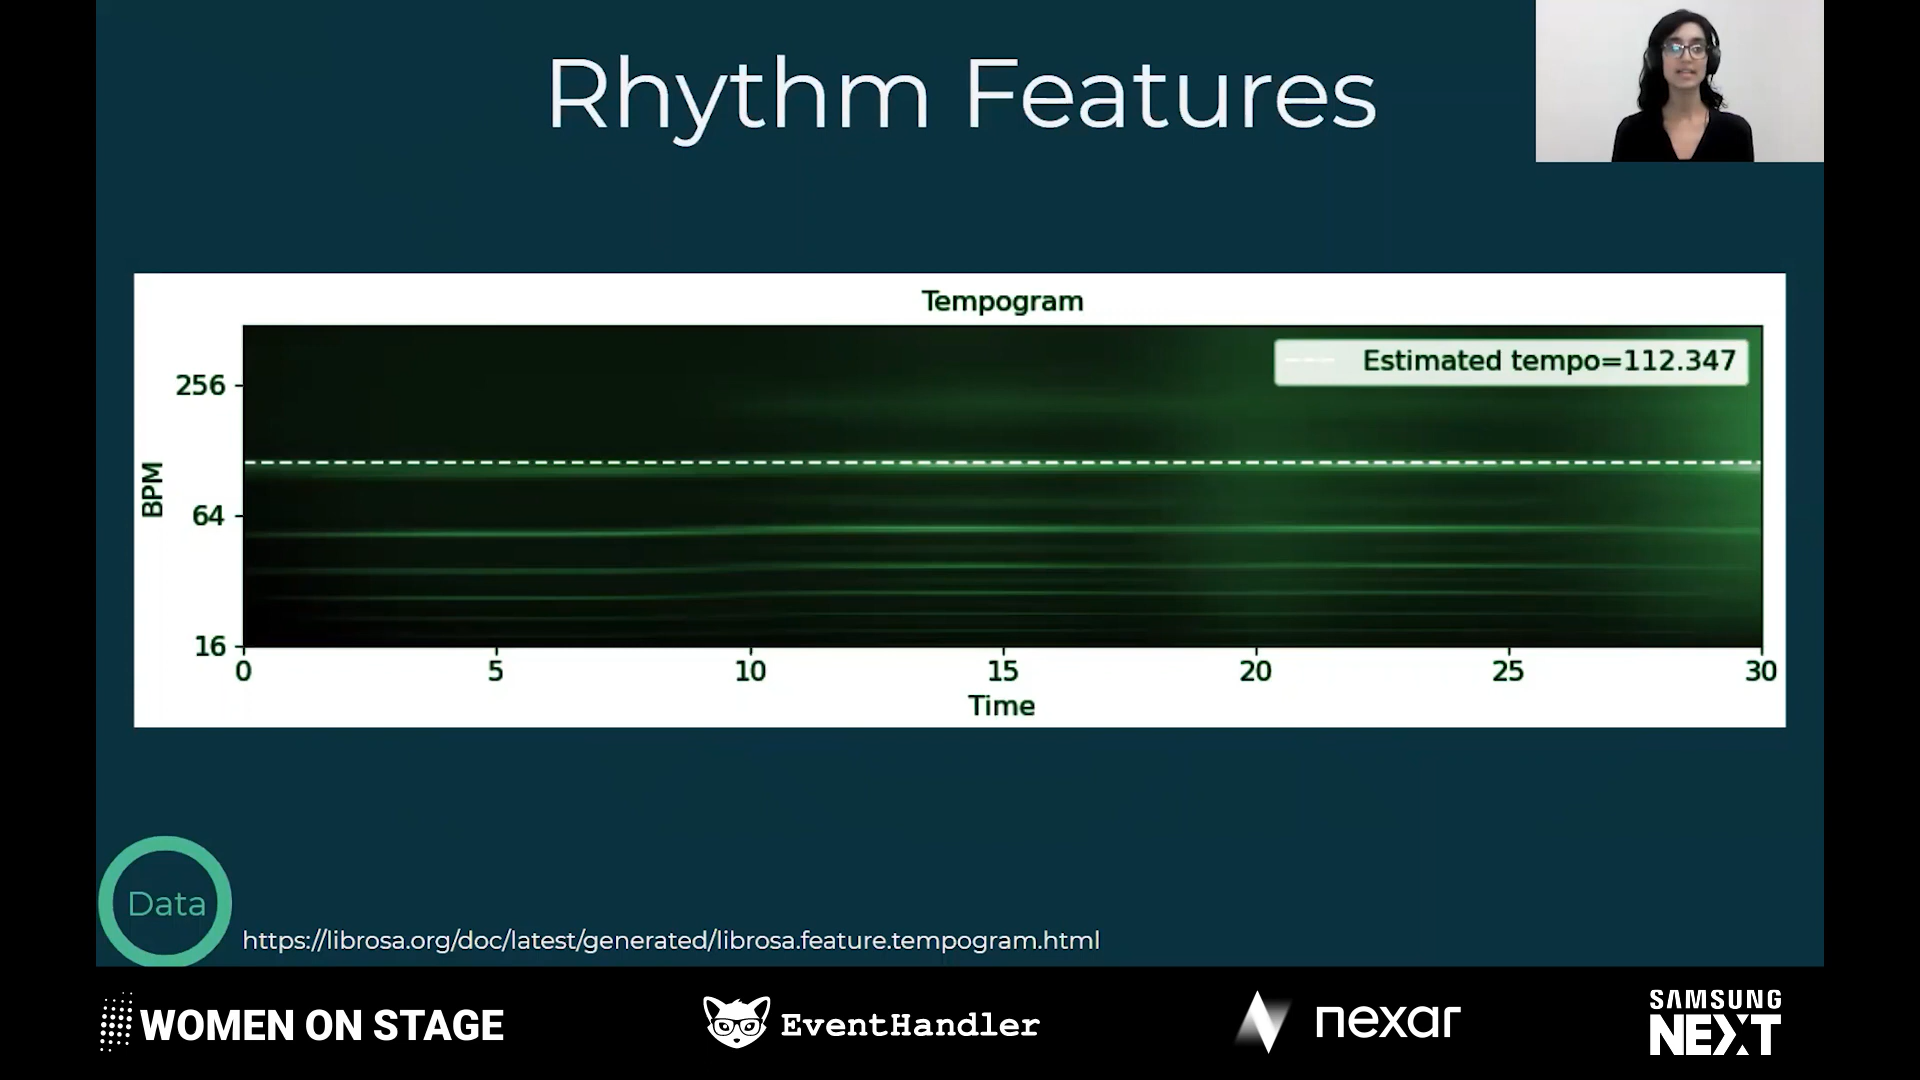 Rhythm Features
Tempogram
Estimated tempo=112.347
256
64
16
BPM
0 5 10 15 20 25 30
Time
Data
https://librosa.org/doc/latest/generated/librosa.feature.tempogram.html
WOMEN ON STAGE
EventHandler
nexar
SAMSUNG
NEXT